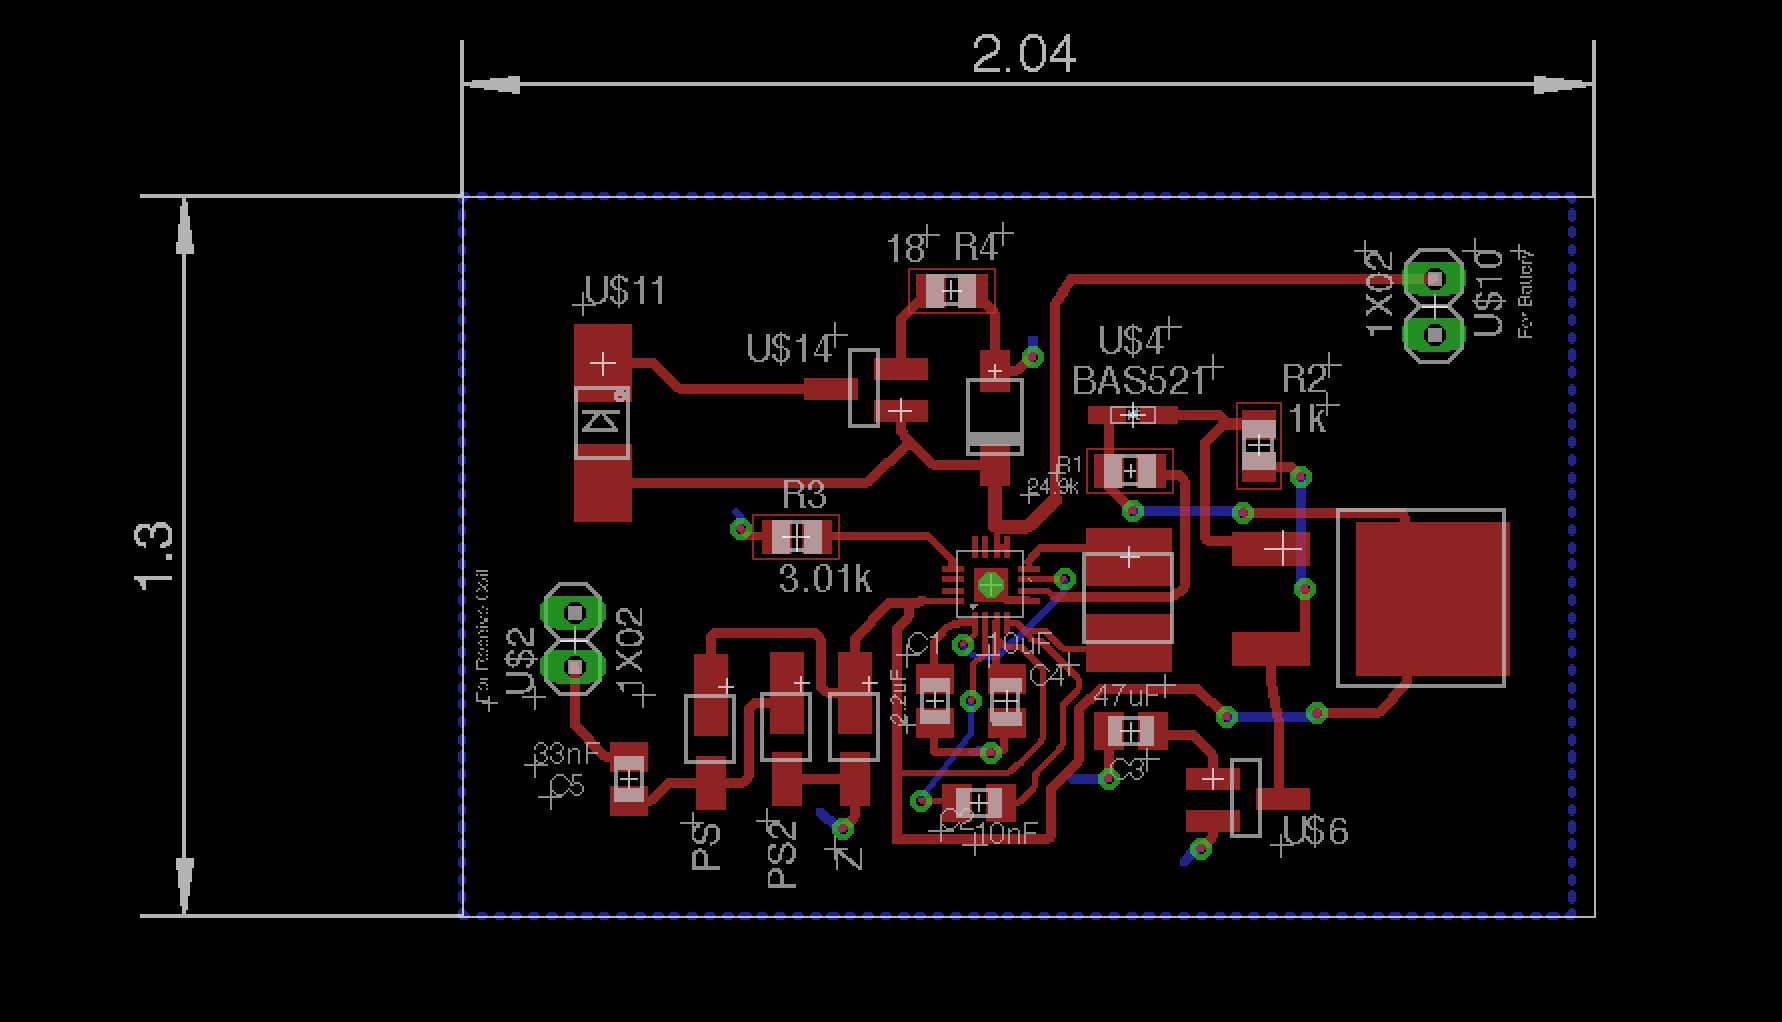 2.04
1.3
18 R4
U$11
U$14
1X02
U$10
For Battery
U$4
BAS521
R2
1k
R1
24.9k
R3
3.01k
For Receive Coil
U$2
1X02
C1
10uF
C4
2.2uF
47uF
C3
33nF
C5
C2
10nF
PS
PS2
Z
U$6